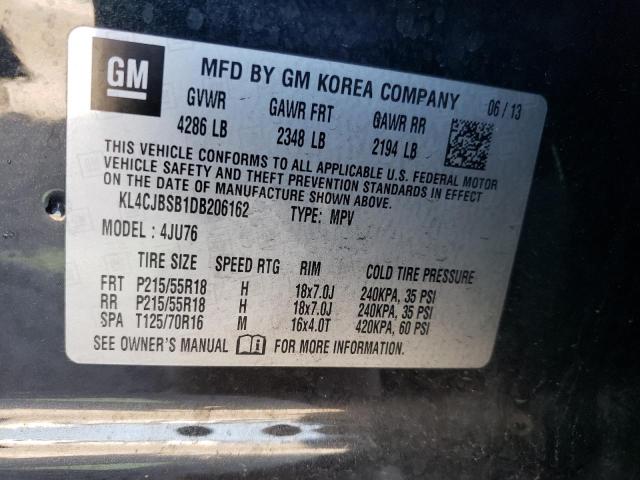 GM
MFD BY GM KOREA COMPANY 06 / 13
GVWR GAWR FRT GAWR RR
4286 LB 2348 LB 2194 LB
THIS VEHICLE CONFORMS TO ALL APPLICABLE U.S. FEDERAL MOTOR
VEHICLE SAFETY AND THEFT PREVENTION STANDARDS IN EFFECT
ON THE DATE OF MANUFACTURE SHOWN ABOVE.
KL4CJBSB1DB206162 TYPE: MPV
MODEL: 4JU76
TIRE SIZE SPEED RTG RIM COLD TIRE PRESSURE
FRT P215/55R18 H 18x7.0J 240KPA, 35 PSI
RR P215/55R18 H 18x7.0J 240KPA, 35 PSI
SPA T125/70R16 M 16x4.0T 420KPA, 60 PSI
SEE OWNER'S MANUAL FOR MORE INFORMATION.